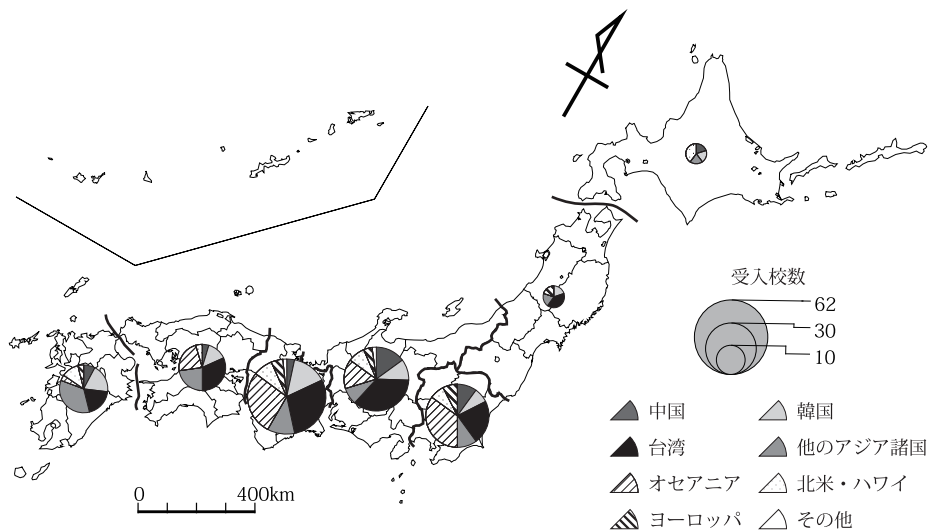 受入校数
62
30
10
中国
韓国
台湾
他のアジア諸国
オセアニア
北米・ハワイ
ヨーロッパ
その他
0 400km